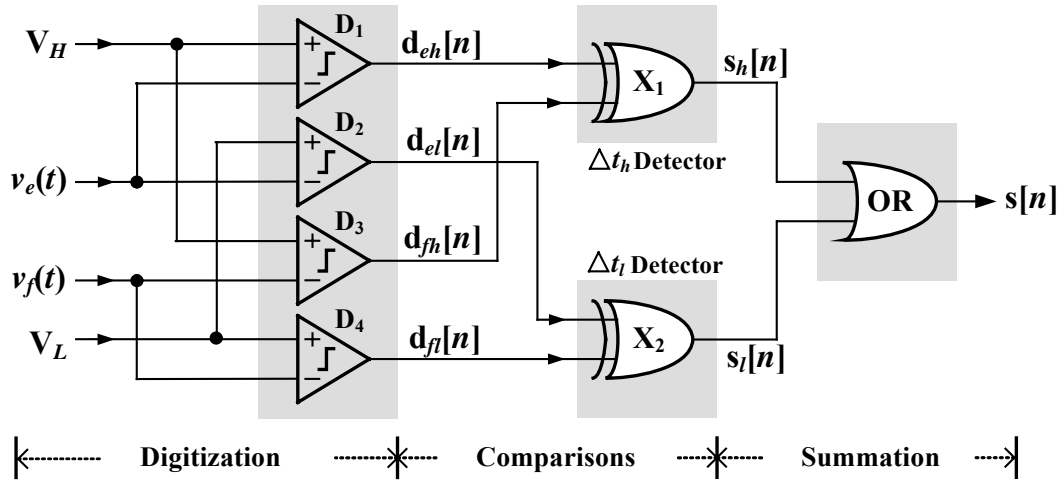 V_H
v_e(t)
v_f(t)
V_L
D_1
+
−
D_2
+
−
D_3
+
−
D_4
+
−
d_eh[n]
d_el[n]
d_fh[n]
d_fl[n]
X_1
△t_h Detector
△t_l Detector
X_2
s_h[n]
s_l[n]
OR
s[n]
Digitization
Comparisons
Summation